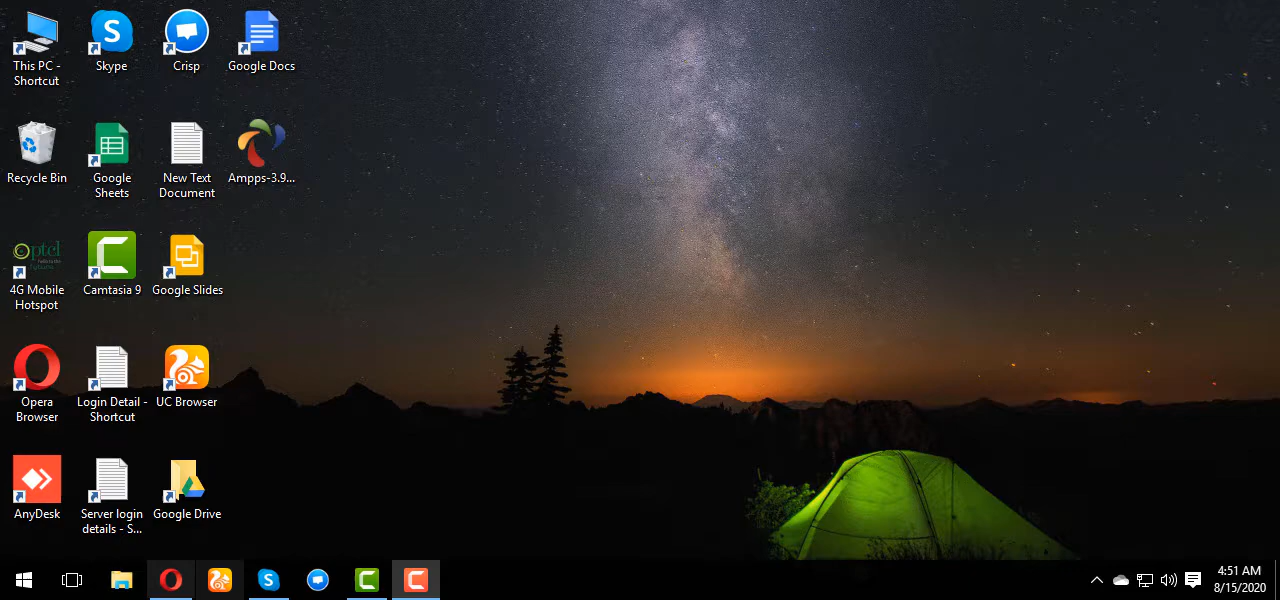 This PC -
Shortcut
Skype
Crisp
Google Docs
Recycle Bin
Google
Sheets
New Text
Document
Ampps-3.9...
ptcl
4G Mobile
Hotspot
Camtasia 9
Google Slides
Opera
Browser
Login Detail -
Shortcut
UC Browser
AnyDesk
Server login
details - S...
Google Drive
4:51 AM
8/15/2020